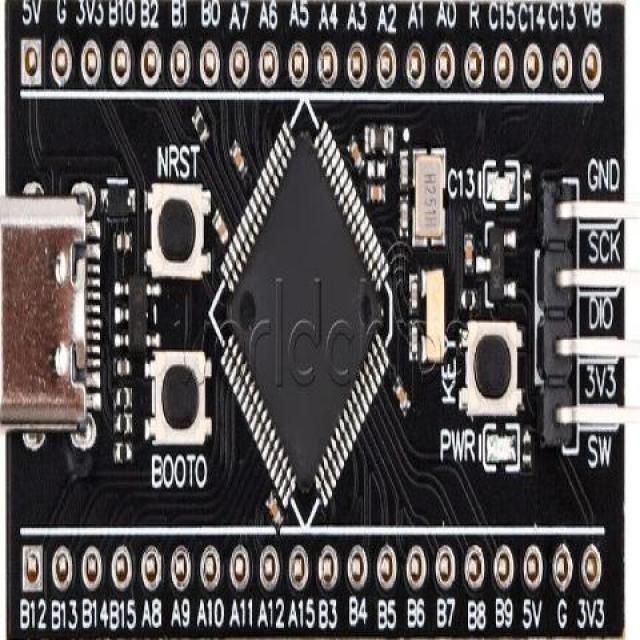 5V G 3V3 B10 B2 B1 B0 A7 A6 A5 A4 A3 A2 A1 A0 R C15 C14 C13 VB
NRST
H251H
C13
GND
SCK
DIO
3V3
SW
KEY
PWR
BOOT0
B12 B13 B14 B15 A8 A9 A10 A11 A12 A15 B3 B4 B5 B6 B7 B8 B9 5V G 3V3